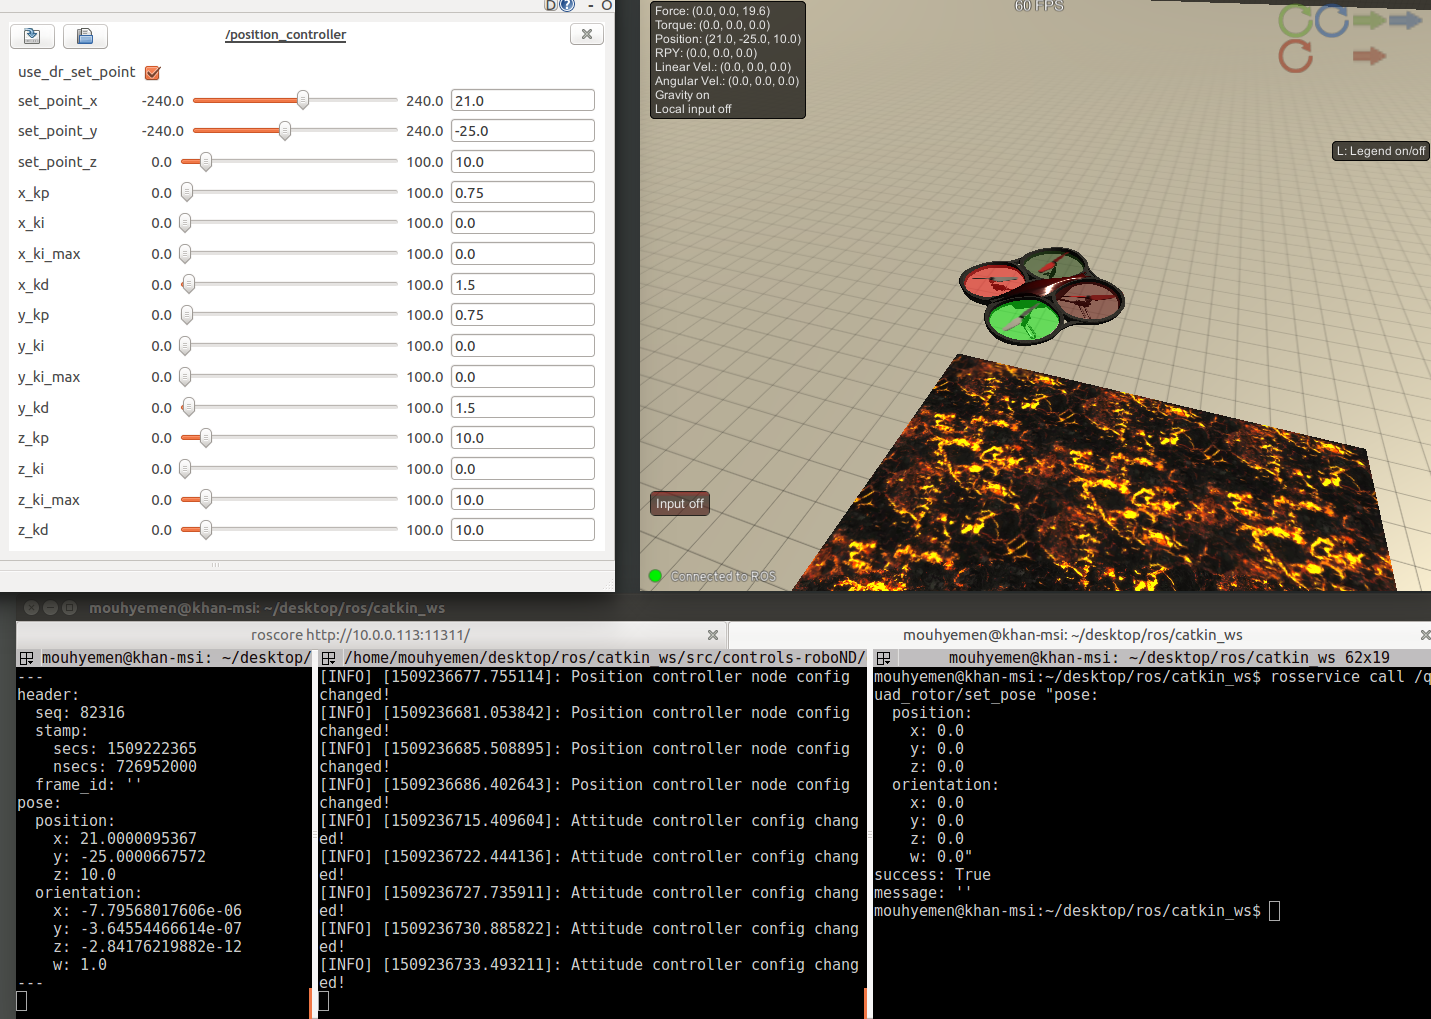 /position_controller
use_dr_set_point
set_point_x -240.0 240.0 21.0
set_point_y -240.0 240.0 -25.0
set_point_z 0.0 100.0 10.0
x_kp 0.0 100.0 0.75
x_ki 0.0 100.0 0.0
x_ki_max 0.0 100.0 0.0
x_kd 0.0 100.0 1.5
y_kp 0.0 100.0 0.75
y_ki 0.0 100.0 0.0
y_ki_max 0.0 100.0 0.0
y_kd 0.0 100.0 1.5
z_kp 0.0 100.0 10.0
z_ki 0.0 100.0 0.0
z_ki_max 0.0 100.0 10.0
z_kd 0.0 100.0 10.0
D ? - O
60 FPS
Force: (0.0, 0.0, 19.6)
Torque: (0.0, 0.0, 0.0)
Position: (21.0, -25.0, 10.0)
RPY: (0.0, 0.0, 0.0)
Linear Vel.: (0.0, 0.0, 0.0)
Angular Vel.: (0.0, 0.0, 0.0)
Gravity on
Local input off
L: Legend on/off
Input off
Connected to ROS
mouhyemen@khan-msi: ~/desktop/ros/catkin_ws
roscore http://10.0.0.113:11311/
mouhyemen@khan-msi: ~/desktop/ros/catkin_ws
mouhyemen@khan-msi: ~/desktop/
---
header:
seq: 82316
stamp:
secs: 1509222365
nsecs: 726952000
frame_id: ''
pose:
position:
x: 21.0000095367
y: -25.0000667572
z: 10.0
orientation:
x: -7.79568017606e-06
y: -3.64554466614e-07
z: -2.84176219882e-12
w: 1.0
---
/home/mouhyemen/desktop/ros/catkin_ws/src/controls-roboND/
[INFO] [1509236677.755114]: Position controller node config
changed!
[INFO] [1509236681.053842]: Position controller node config
changed!
[INFO] [1509236685.508895]: Position controller node config
changed!
[INFO] [1509236686.402643]: Position controller node config
changed!
[INFO] [1509236715.409604]: Attitude controller config chang
ed!
[INFO] [1509236722.444136]: Attitude controller config chang
ed!
[INFO] [1509236727.735911]: Attitude controller config chang
ed!
[INFO] [1509236730.885822]: Attitude controller config chang
ed!
[INFO] [1509236733.493211]: Attitude controller config chang
ed!
mouhyemen@khan-msi: ~/desktop/ros/catkin_ws 62x19
mouhyemen@khan-msi:~/desktop/ros/catkin_ws$ rosservice call /q
uad_rotor/set_pose "pose:
position:
x: 0.0
y: 0.0
z: 0.0
orientation:
x: 0.0
y: 0.0
z: 0.0
w: 0.0"
success: True
message: ''
mouhyemen@khan-msi:~/desktop/ros/catkin_ws$